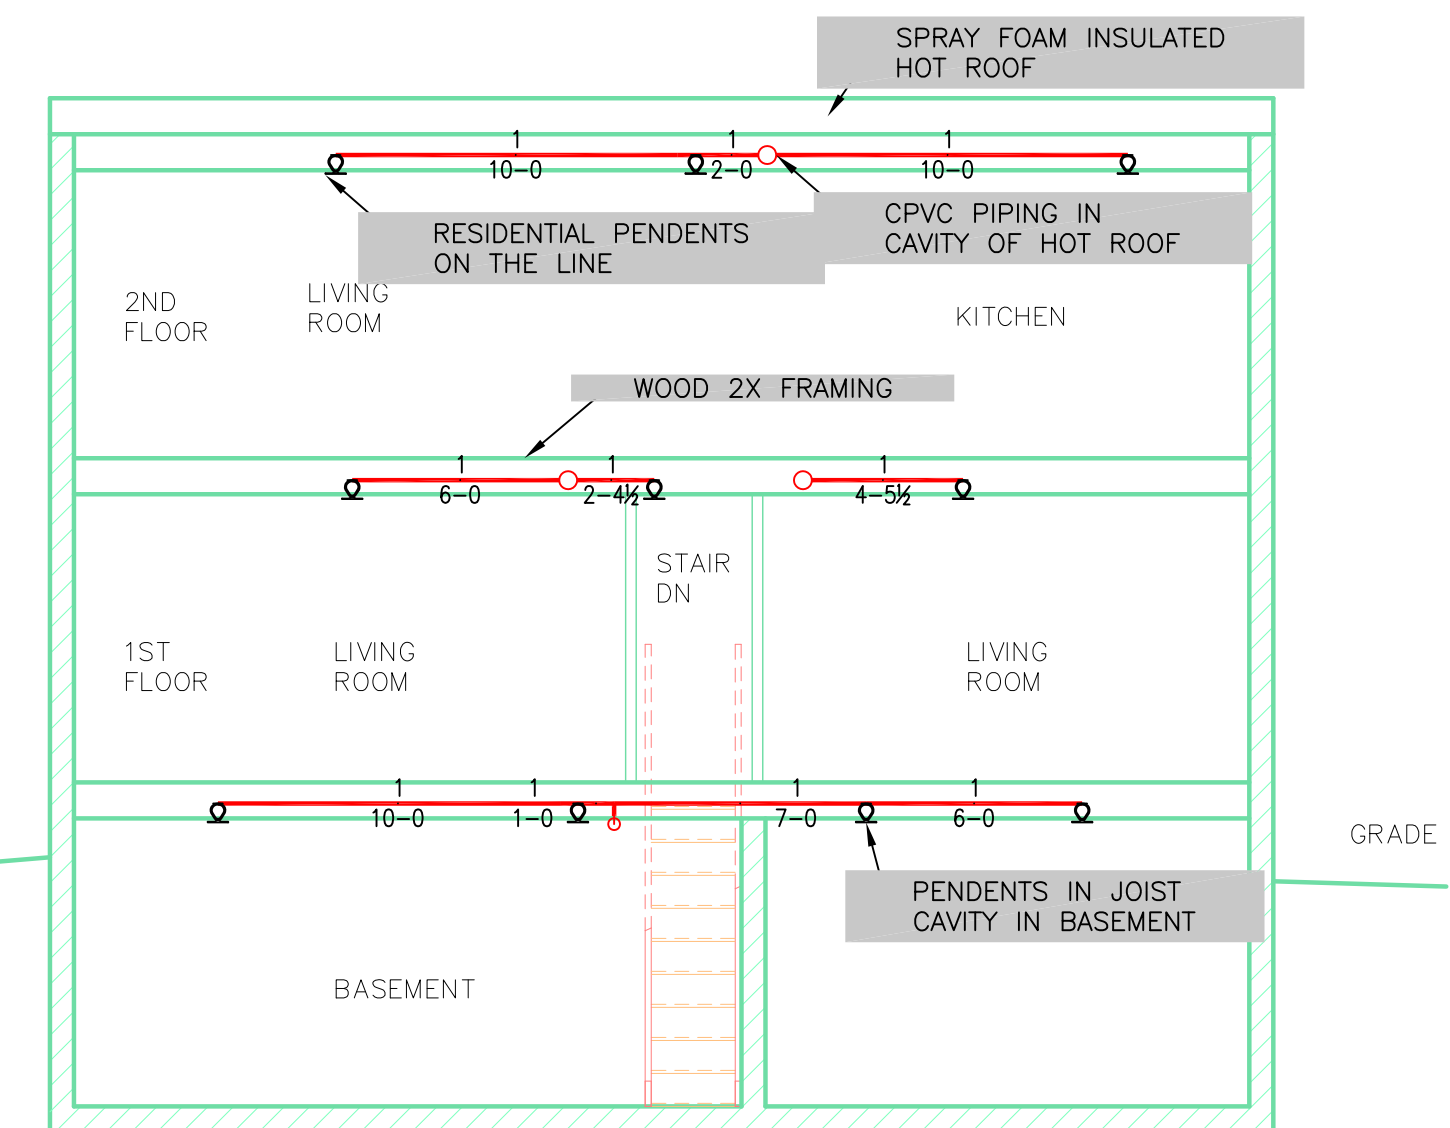 SPRAY FOAM INSULATED
HOT ROOF
1
1
1
10-0
2-0
10-0
CPVC PIPING IN
CAVITY OF HOT ROOF
RESIDENTIAL PENDENTS
ON THE LINE
2ND
FLOOR
LIVING
ROOM
KITCHEN
WOOD 2X FRAMING
1
1
1
6-0
2-4½
4-5½
STAIR
DN
1ST
FLOOR
LIVING
ROOM
LIVING
ROOM
1
1
1
1
10-0
1-0
7-0
6-0
GRADE
PENDENTS IN JOIST
CAVITY IN BASEMENT
BASEMENT